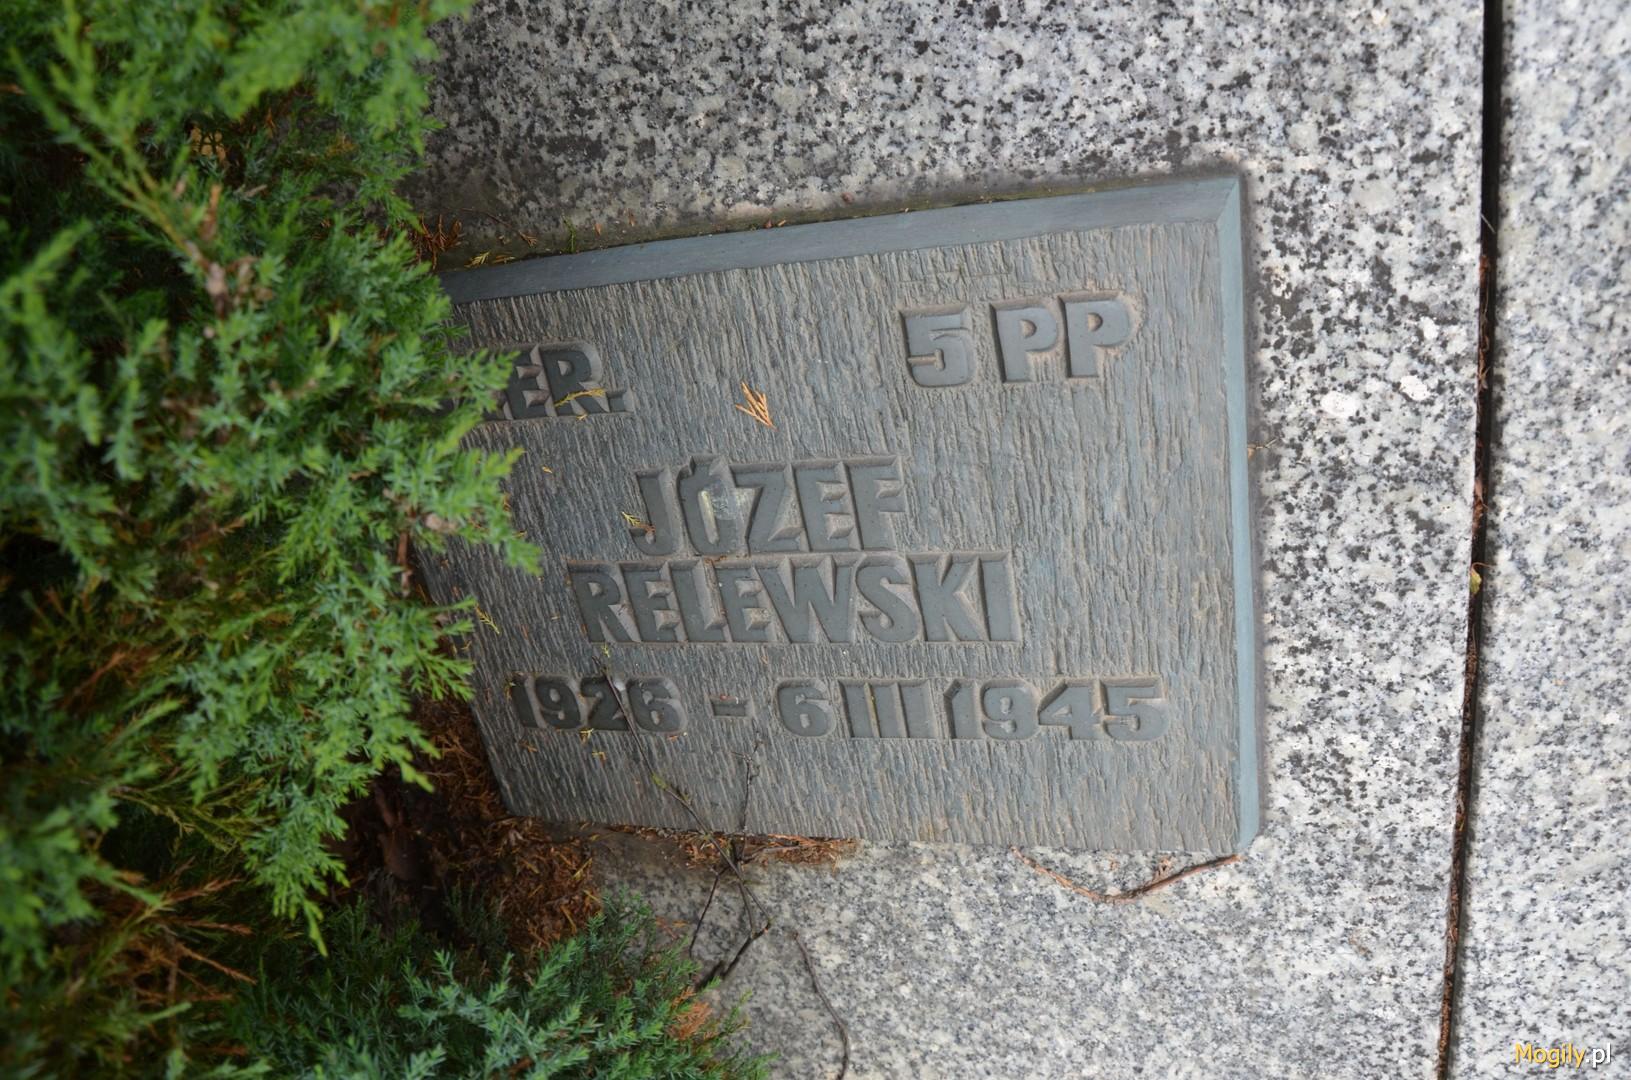 5 PP
JÓZEF
RELEWSKI
1926 - 6 III 1945
Mogily.pl